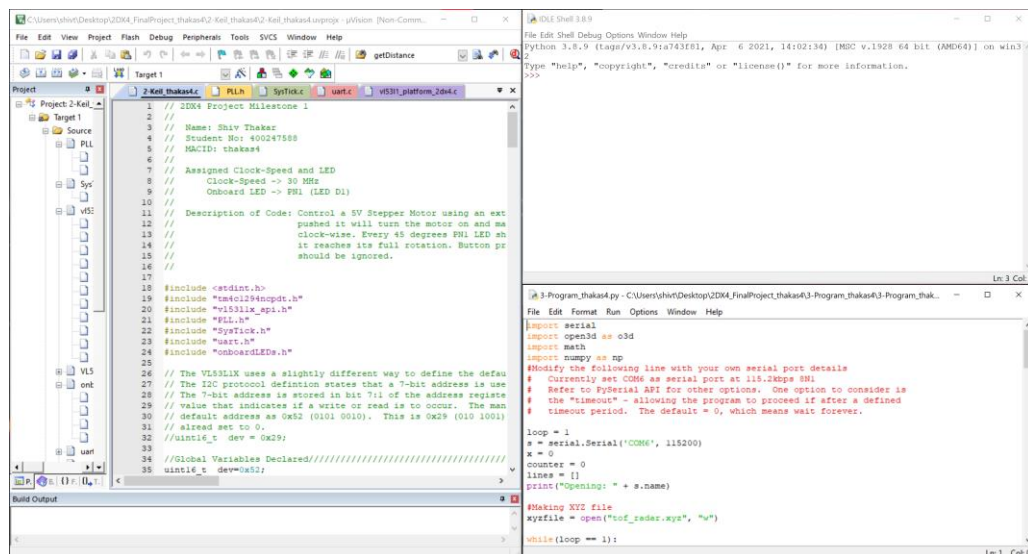 C:\Users\shivt\Desktop\2DX4_FinalProject_thakas4\2-Keil_thakas4\2-Keil_thakas4.uvprojx - µVision [Non-Comm...
File Edit View Project Flash Debug Peripherals Tools SVCS Window Help
getDistance
Target 1
Project
Project: 2-Keil_
Target 1
Source
PLL
Sys
vl53
VL5
onb
uart
2-Keil_thakas4.c
PLL.h
SysTick.c
uart.c
vl53l1_platform_2dx4.c
1 // 2DX4 Project Milestone 1
2 //
3 // Name: Shiv Thakar
4 // Student No: 400247588
5 // MACID: thakas4
6 //
7 // Assigned Clock-Speed and LED
8 // Clock-Speed -> 30 MHz
9 // Onboard LED -> PN1 (LED D1)
10 //
11 // Description of Code: Control a 5V Stepper Motor using an ext
12 // pushed it will turn the motor on and ma
13 // clock-wise. Every 45 degrees PN1 LED sh
14 // it reaches its full rotation. Button pr
15 // should be ignored.
16 //
17
18 #include <stdint.h>
19 #include "tm4c1294ncpdt.h"
20 #include "vl53l1x_api.h"
21 #include "PLL.h"
22 #include "SysTick.h"
23 #include "uart.h"
24 #include "onboardLEDs.h"
25
26 // The VL53L1X uses a slightly different way to define the defau
27 // The I2C protocol defintion states that a 7-bit address is use
28 // The 7-bit address is stored in bit 7:1 of the address registe
29 // value that indicates if a write or read is to occur. The man
30 // default address as 0x52 (0101 0010). This is 0x29 (010 1001)
31 // alread set to 0.
32 //uint16_t dev = 0x29;
33
34 //Global Variables Declared//////////////////////////////////////
35 uint16_t dev=0x52;
Build Output
IDLE Shell 3.8.9
File Edit Shell Debug Options Window Help
Python 3.8.9 (tags/v3.8.9:a743f81, Apr 6 2021, 14:02:34) [MSC v.1928 64 bit (AMD64)] on win3
2
Type "help", "copyright", "credits" or "license()" for more information.
>>>
Ln: 3 Col:
3-Program_thakas4.py - C:\Users\shivt\Desktop\2DX4_FinalProject_thakas4\3-Program_thakas4\3-Program_thak...
File Edit Format Run Options Window Help
import serial
import open3d as o3d
import math
import numpy as np
#Modify the following line with your own serial port details
# Currently set COM6 as serial port at 115.2kbps 8N1
# Refer to PySerial API for other options. One option to consider is
# the "timeout" - allowing the program to proceed if after a defined
# timeout period. The default = 0, which means wait forever.
loop = 1
s = serial.Serial('COM6', 115200)
x = 0
counter = 0
lines = []
print("Opening: " + s.name)
#Making XYZ file
xyzfile = open("tof_radar.xyz", "w")
while(loop == 1):